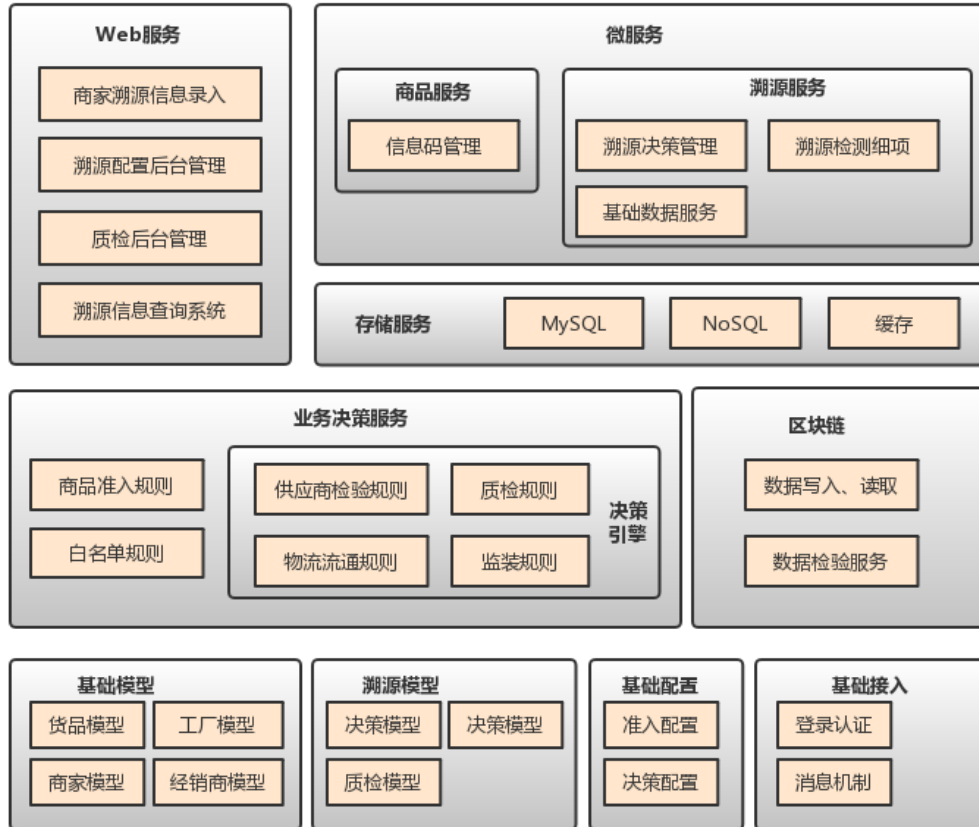 Web服务
商家溯源信息录入
溯源配置后台管理
质检后台管理
溯源信息查询系统
微服务
商品服务
信息码管理
溯源服务
溯源决策管理
溯源检测细项
基础数据服务
存储服务
MySQL
NoSQL
缓存
业务决策服务
商品准入规则
白名单规则
供应商检验规则
质检规则
物流流通规则
监装规则
决策
引擎
区块链
数据写入、读取
数据检验服务
基础模型
货品模型
工厂模型
商家模型
经销商模型
溯源模型
决策模型
决策模型
质检模型
基础配置
准入配置
决策配置
基础接入
登录认证
消息机制